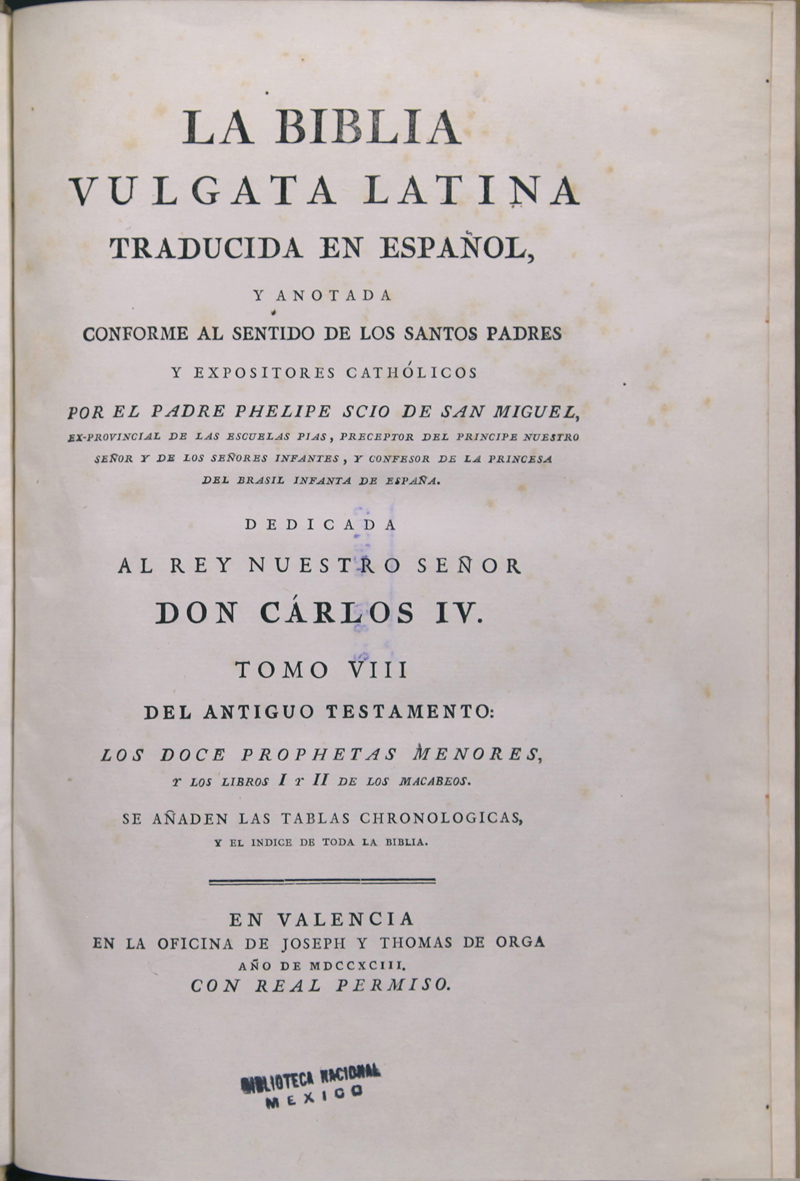 LA BIBLIA
VULGATA LATINA
TRADUCIDA EN ESPAÑOL,
Y ANOTADA
CONFORME AL SENTIDO DE LOS SANTOS PADRES
Y EXPOSITORES CATHÓLICOS
POR EL PADRE PHELIPE SCIO DE SAN MIGUEL,
EX-PROVINCIAL DE LAS ESCUELAS PIAS, PRECEPTOR DEL PRINCIPE NUESTRO
SEÑOR Y DE LOS SEÑORES INFANTES, Y CONFESOR DE LA PRINCESA
DEL BRASIL INFANTA DE ESPAÑA.
DEDICADA
AL REY NUESTRO SEÑOR
DON CÁRLOS IV.
TOMO VIII
DEL ANTIGUO TESTAMENTO:
LOS DOCE PROPHETAS MENORES,
Y LOS LIBROS I Y II DE LOS MACABEOS.
SE AÑADEN LAS TABLAS CHRONOLOGICAS,
Y EL INDICE DE TODA LA BIBLIA.
EN VALENCIA
EN LA OFICINA DE JOSEPH Y THOMAS DE ORGA
AÑO DE MDCCXCIII.
CON REAL PERMISO.
BIBLIOTECA NACIONAL
MEXICO